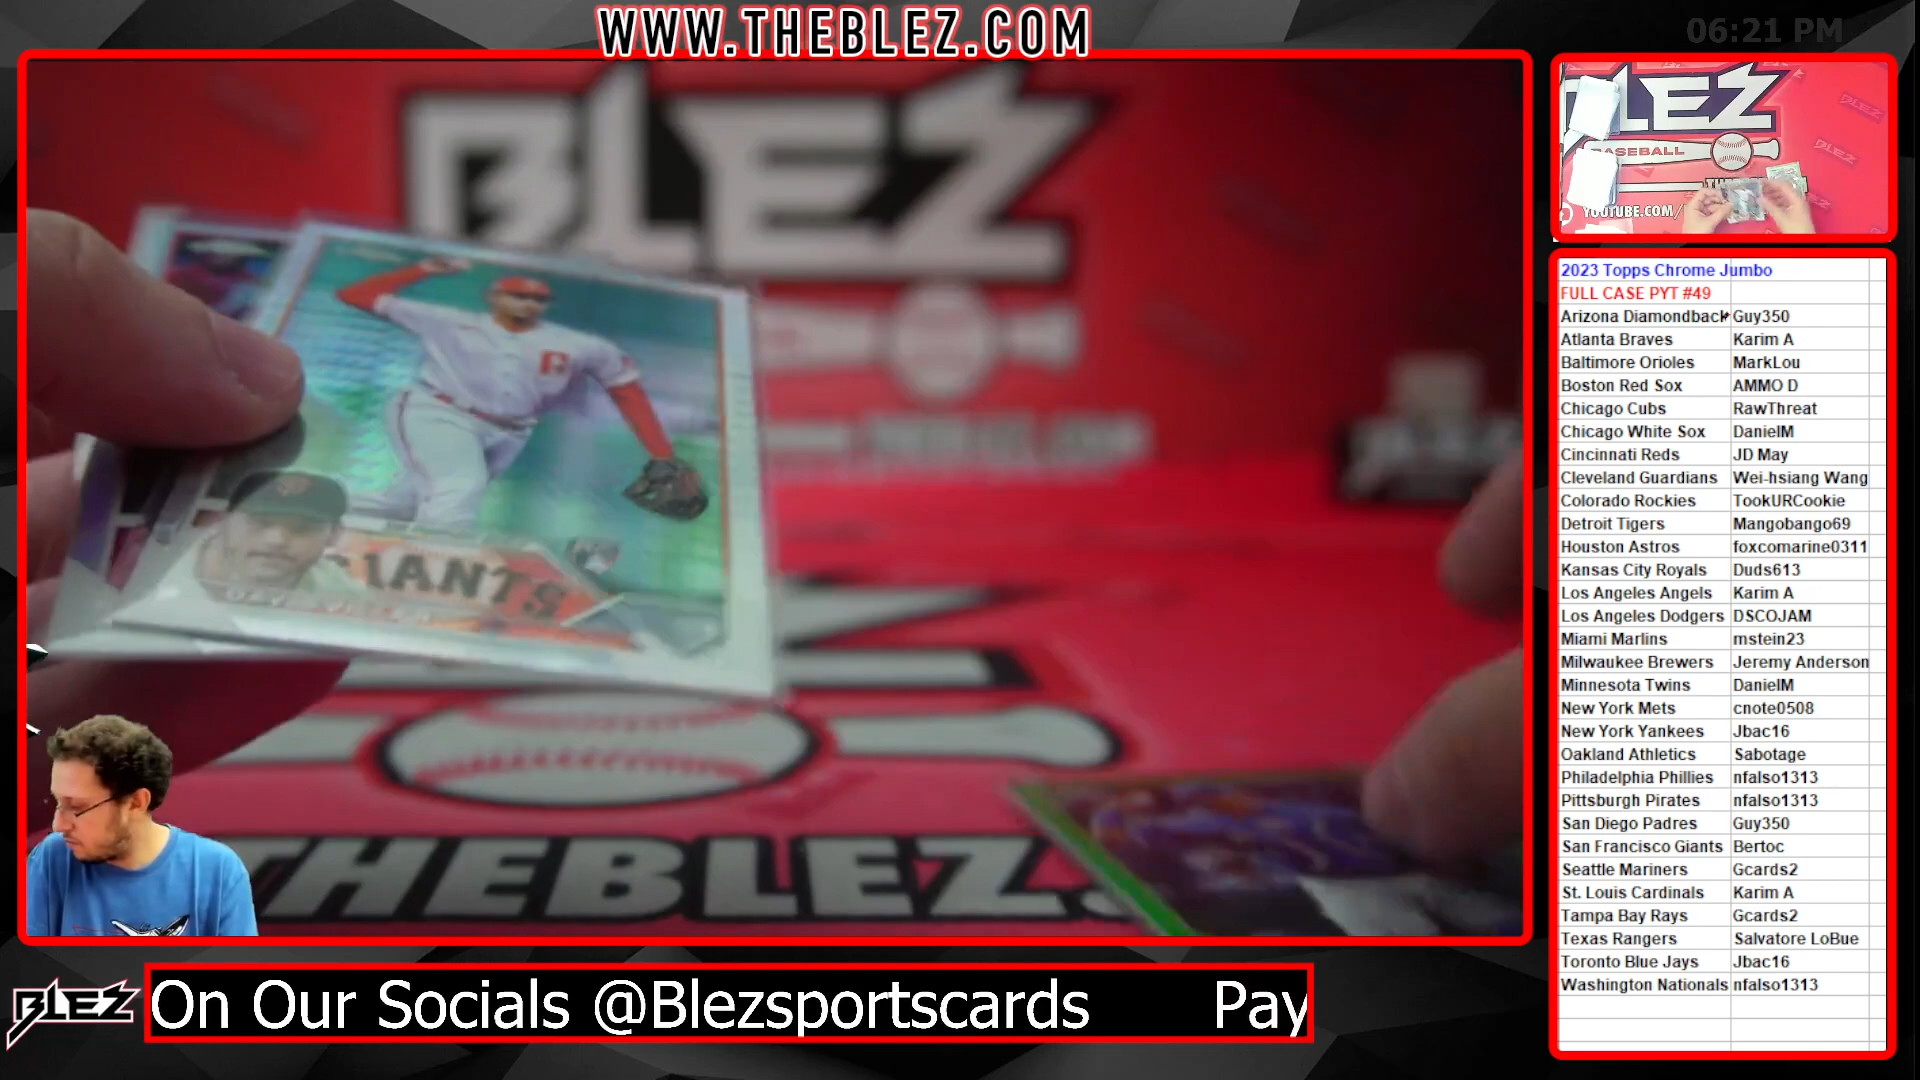 WWW.THEBLEZ.COM
06:21 PM
BLEZ
GIANTS
THEBLEZ.
BLEZ
LEZ
BASEBALL
BLEZ
BLEZ
YOUTUBE.COM/
2023 Topps Chrome Jumbo
FULL CASE PYT #49
Arizona Diamondback Guy350
Atlanta Braves Karim A
Baltimore Orioles MarkLou
Boston Red Sox AMMO D
Chicago Cubs RawThreat
Chicago White Sox DanielM
Cincinnati Reds JD May
Cleveland Guardians Wei-hsiang Wang
Colorado Rockies TookURCookie
Detroit Tigers Mangobango69
Houston Astros foxcomarine0311
Kansas City Royals Duds613
Los Angeles Angels Karim A
Los Angeles Dodgers DSCOJAM
Miami Marlins mstein23
Milwaukee Brewers Jeremy Anderson
Minnesota Twins DanielM
New York Mets cnote0508
New York Yankees Jbac16
Oakland Athletics Sabotage
Philadelphia Phillies nfalso1313
Pittsburgh Pirates nfalso1313
San Diego Padres Guy350
San Francisco Giants Bertoc
Seattle Mariners Gcards2
St. Louis Cardinals Karim A
Tampa Bay Rays Gcards2
Texas Rangers Salvatore LoBue
Toronto Blue Jays Jbac16
Washington Nationals nfalso1313
BLEZ
On Our Socials @Blezsportscards Pay